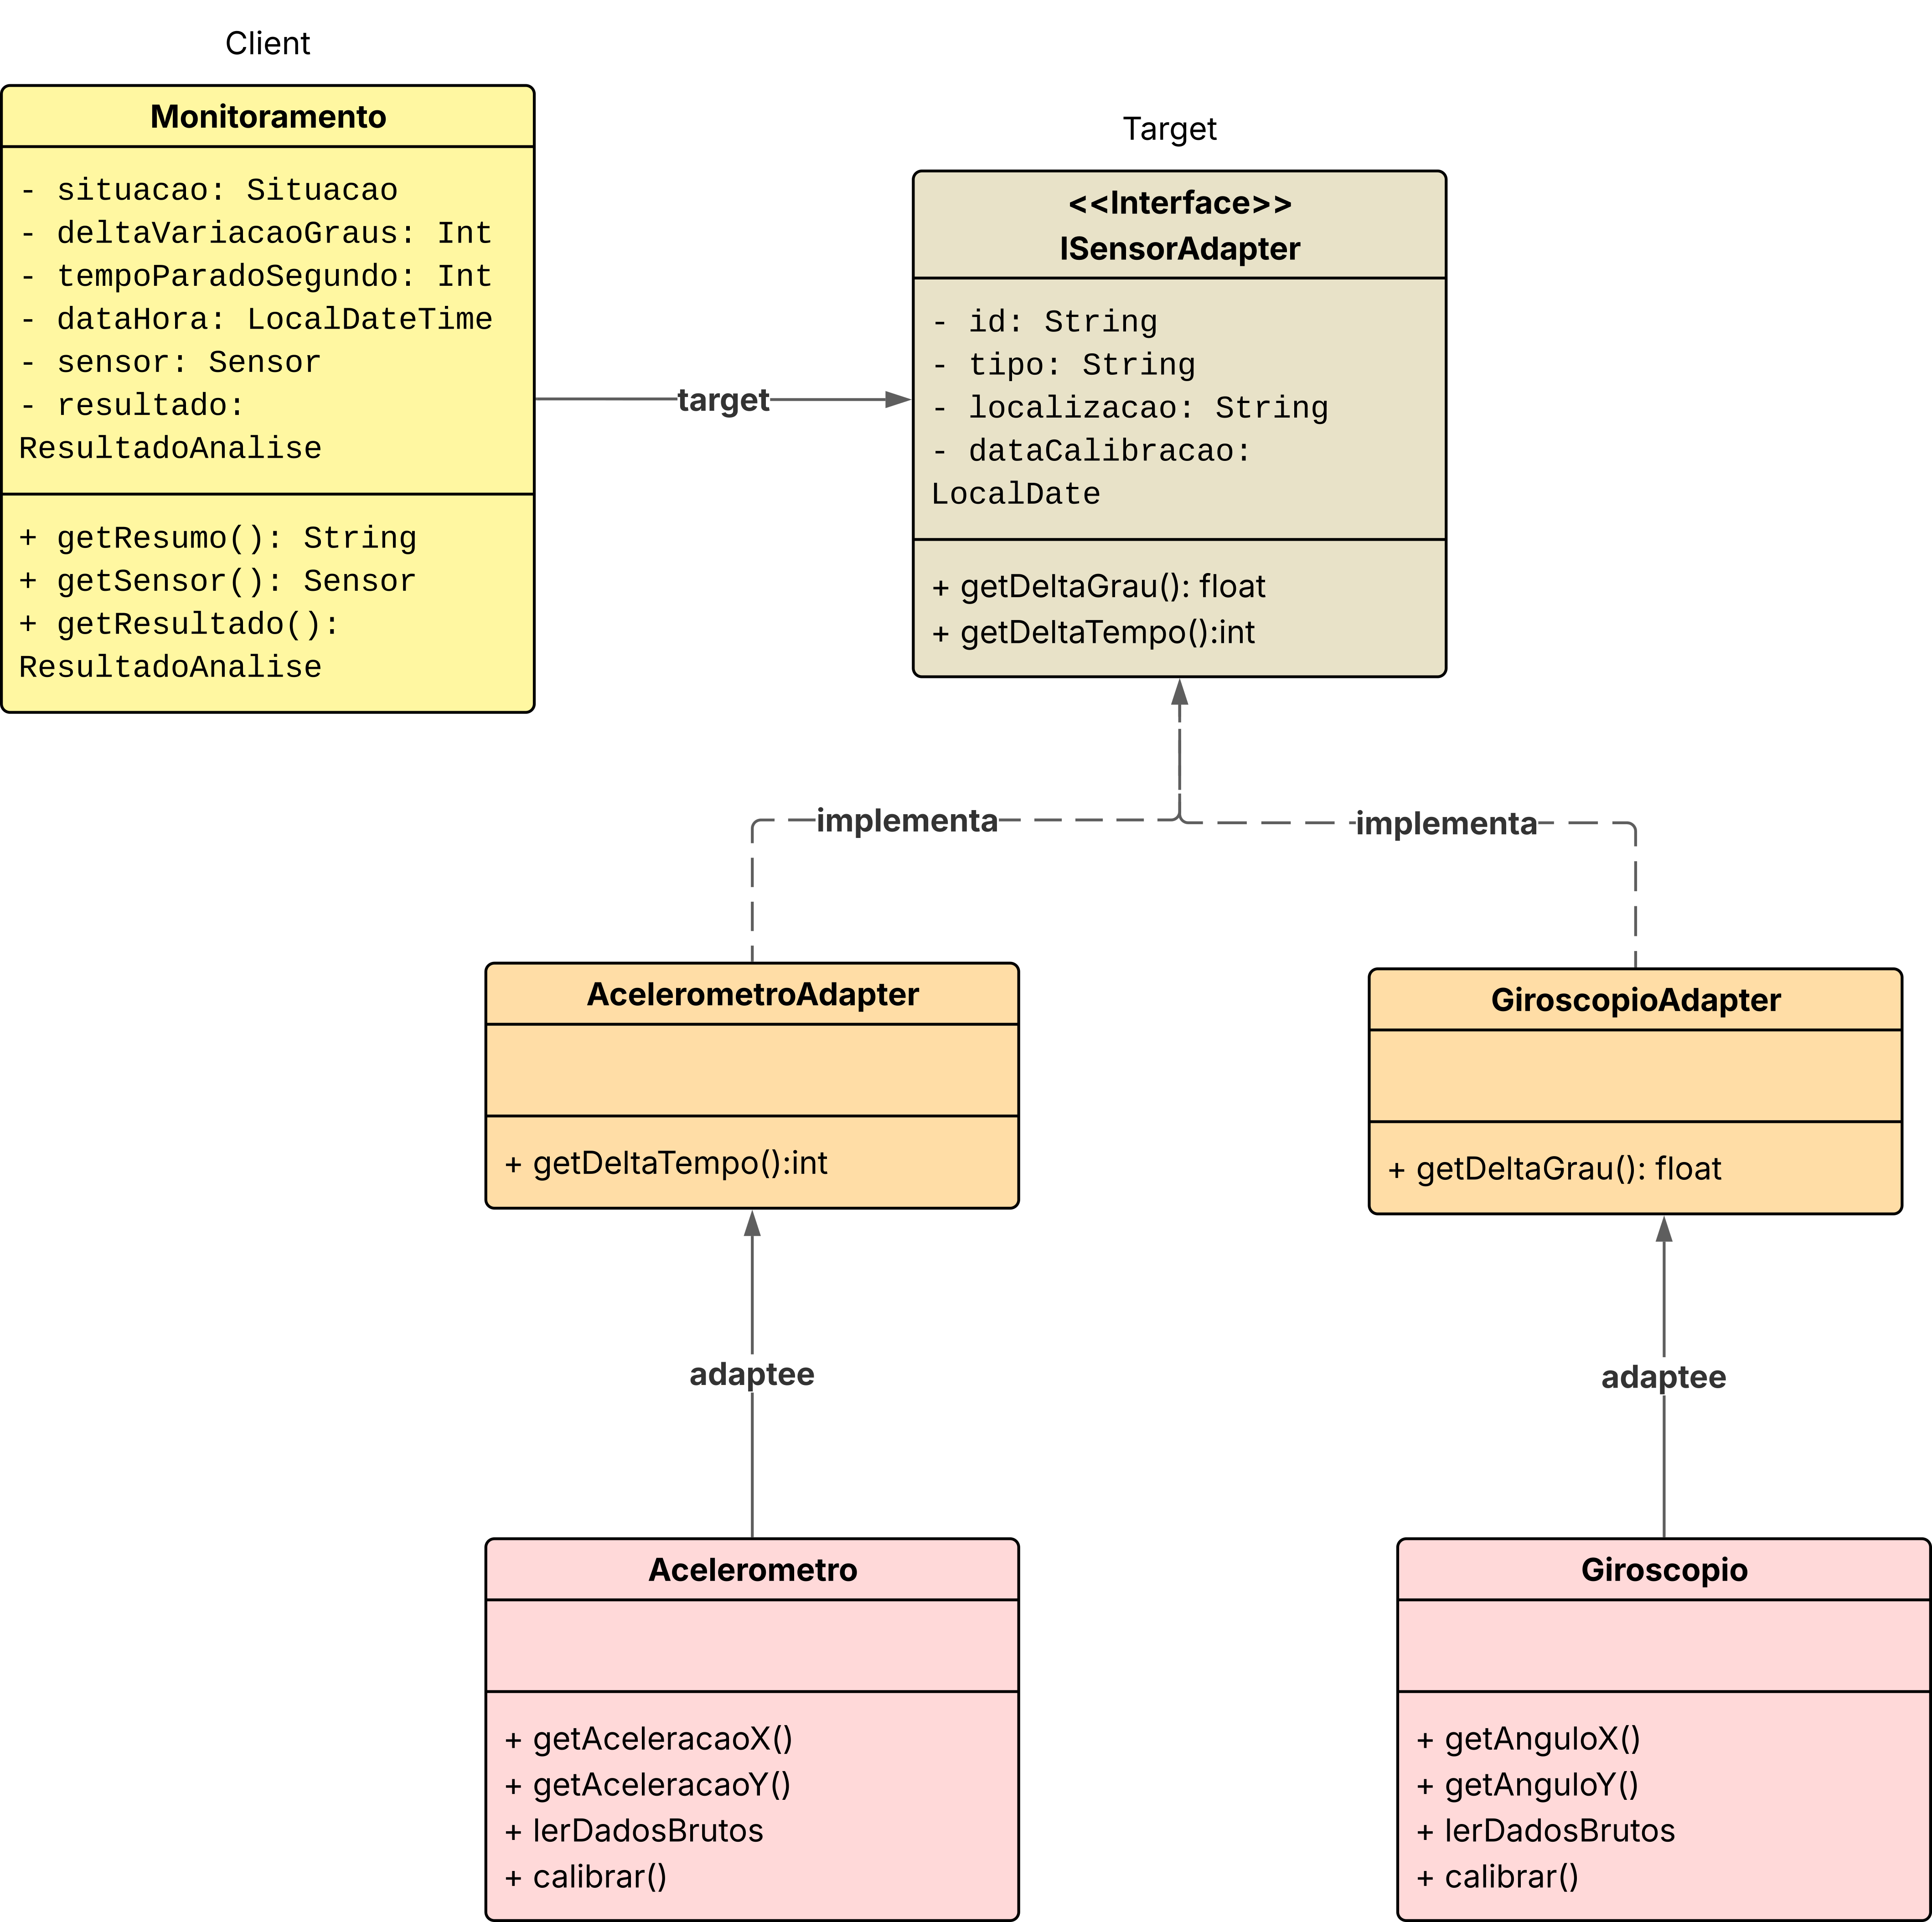 Client
Monitoramento
- situacao: Situacao
- deltaVariacaoGraus: Int
- tempoParadoSegundo: Int
- dataHora: LocalDateTime
- sensor: Sensor
- resultado:
ResultadoAnalise
+ getResumo(): String
+ getSensor(): Sensor
+ getResultado():
ResultadoAnalise
target
Target
<<Interface>>
ISensorAdapter
- id: String
- tipo: String
- localizacao: String
- dataCalibracao:
LocalDate
+ getDeltaGrau(): float
+ getDeltaTempo():int
implementa
implementa
AcelerometroAdapter
+ getDeltaTempo():int
GiroscopioAdapter
+ getDeltaGrau(): float
adaptee
adaptee
Acelerometro
+ getAceleracaoX()
+ getAceleracaoY()
+ lerDadosBrutos
+ calibrar()
Giroscopio
+ getAnguloX()
+ getAnguloY()
+ lerDadosBrutos
+ calibrar()